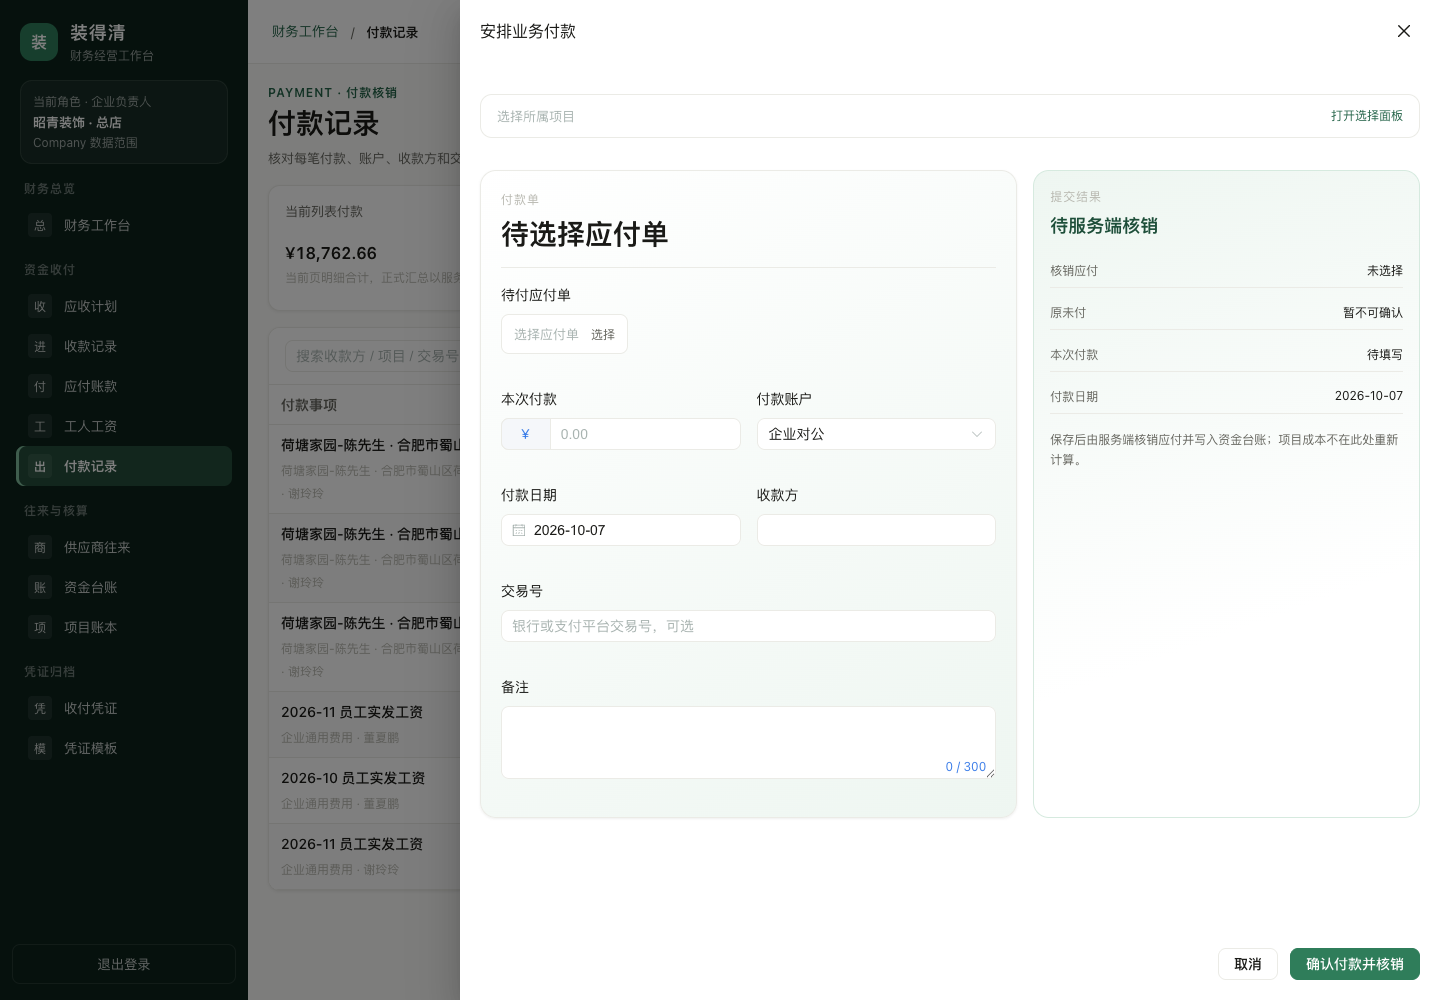 装
装得清
财务经营工作台
当前角色 · 企业负责人
昭青装饰 · 总店
Company 数据范围
财务总览
总 财务工作台
资金收付
收 应收计划
进 收款记录
付 应付账款
工 工人工资
出 付款记录
往来与核算
商 供应商往来
账 资金台账
项 项目账本
凭证归档
凭 收付凭证
模 凭证模板
退出登录
财务工作台 / 付款记录
PAYMENT · 付款核销
付款记录
核对每笔付款、账户、收款方和交
当前列表付款
¥18,762.66
当前页明细合计，正式汇总以服务
搜索收款方 / 项目 / 交易号
付款事项
荷塘家园-陈先生 · 合肥市蜀山
荷塘家园-陈先生 · 合肥市蜀山区荷
· 谢玲玲
荷塘家园-陈先生 · 合肥市蜀山
荷塘家园-陈先生 · 合肥市蜀山区荷
· 谢玲玲
荷塘家园-陈先生 · 合肥市蜀山
荷塘家园-陈先生 · 合肥市蜀山区荷
· 谢玲玲
2026-11 员工实发工资
企业通用费用 · 董夏鹏
2026-10 员工实发工资
企业通用费用 · 董夏鹏
2026-11 员工实发工资
企业通用费用 · 谢玲玲
安排业务付款
选择所属项目 打开选择面板
付款单
待选择应付单
待付应付单
选择应付单 选择
本次付款 付款账户
¥ 0.00 企业对公
付款日期 收款方
2026-10-07
交易号
银行或支付平台交易号，可选
备注
0 / 300
提交结果
待服务端核销
核销应付 未选择
原未付 暂不可确认
本次付款 待填写
付款日期 2026-10-07
保存后由服务端核销应付并写入资金台账；项目成本不在此处重新
计算。
取消 确认付款并核销